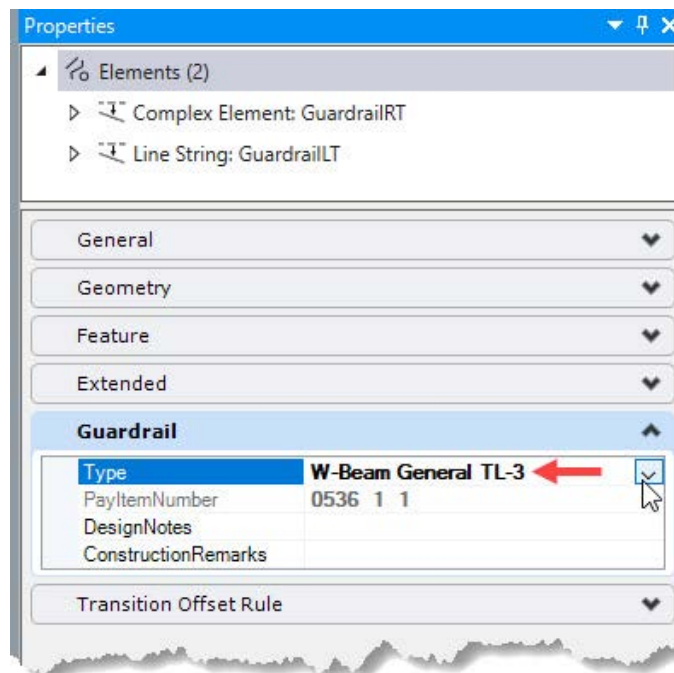 Properties
Elements (2)
Complex Element: GuardrailRT
Line String: GuardrailLT
General
Geometry
Feature
Extended
Guardrail
Type W-Beam General TL-3
PayItemNumber 0536 1 1
DesignNotes
ConstructionRemarks
Transition Offset Rule